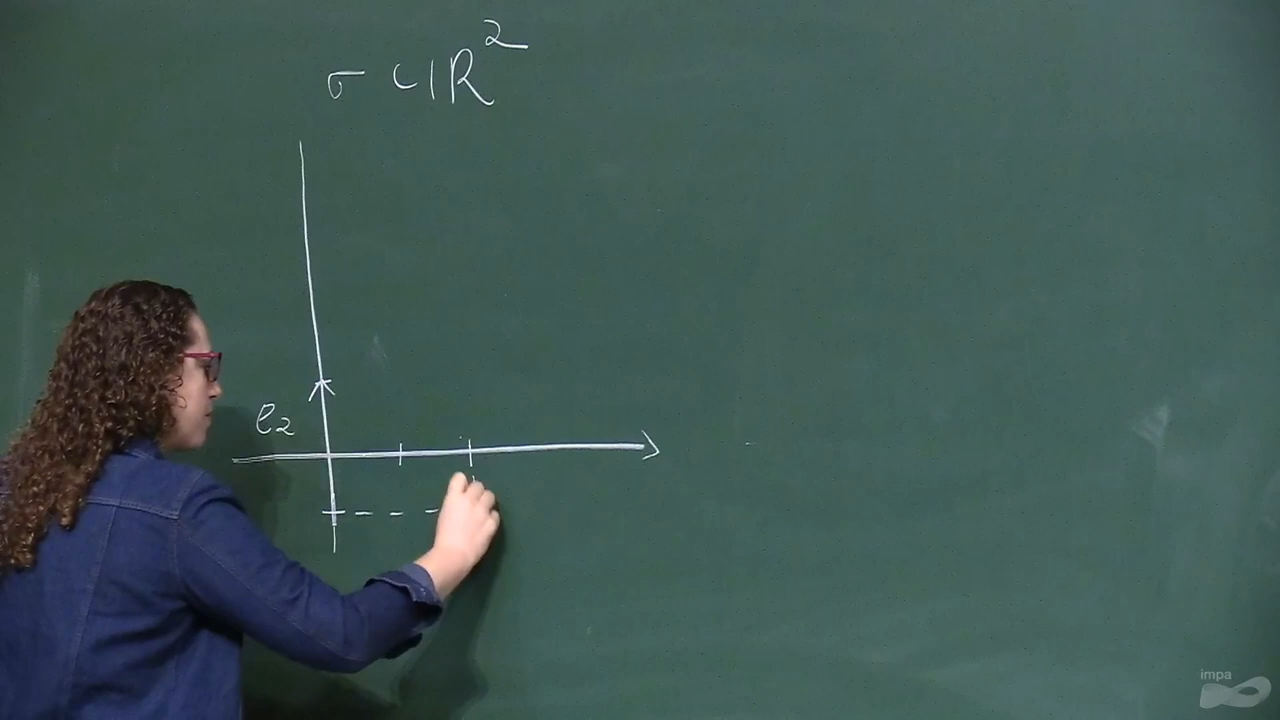 σ ⊂ ℝ²
e₂
impa